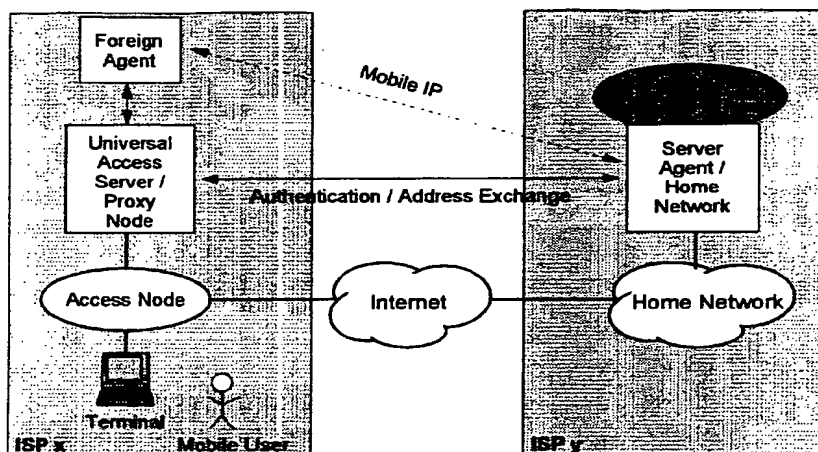 Foreign
Agent
Mobile IP
Universal
Access
Server /
Proxy
Node
Server
Agent /
Home
Network
Authentication / Address Exchange
Access Node
Internet
Home Network
Terminal
ISP x
Mobile User
ISP y